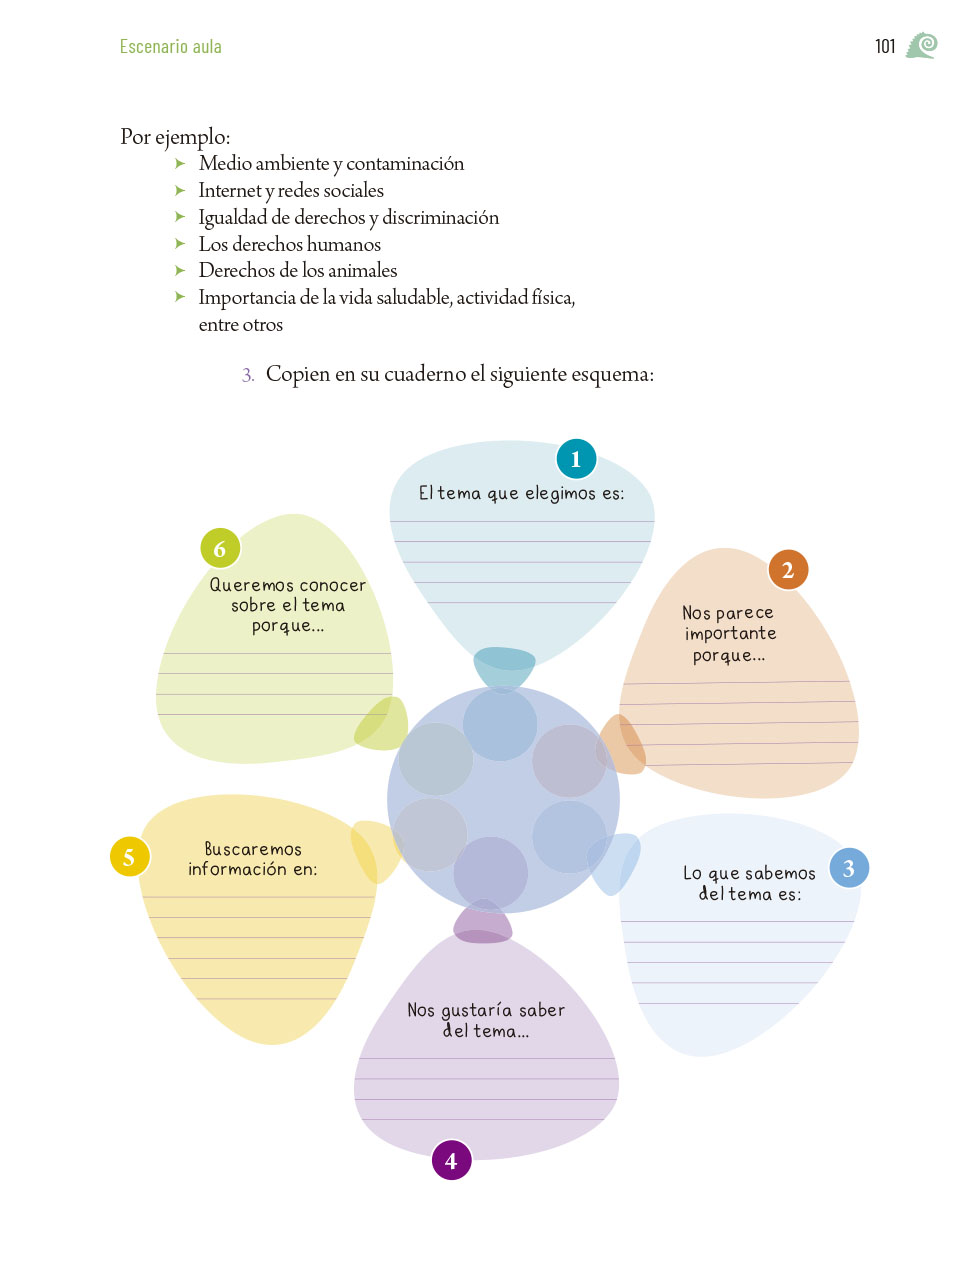 Escenario aula
101
Por ejemplo:
➤ Medio ambiente y contaminación
➤ Internet y redes sociales
➤ Igualdad de derechos y discriminación
➤ Los derechos humanos
➤ Derechos de los animales
➤ Importancia de la vida saludable, actividad física,
entre otros
3. Copien en su cuaderno el siguiente esquema:
1
El tema que elegimos es:
2
Nos parece
importante
porque...
3
Lo que sabemos
del tema es:
4
Nos gustaría saber
del tema...
5
Buscaremos
información en:
6
Queremos conocer
sobre el tema
porque...